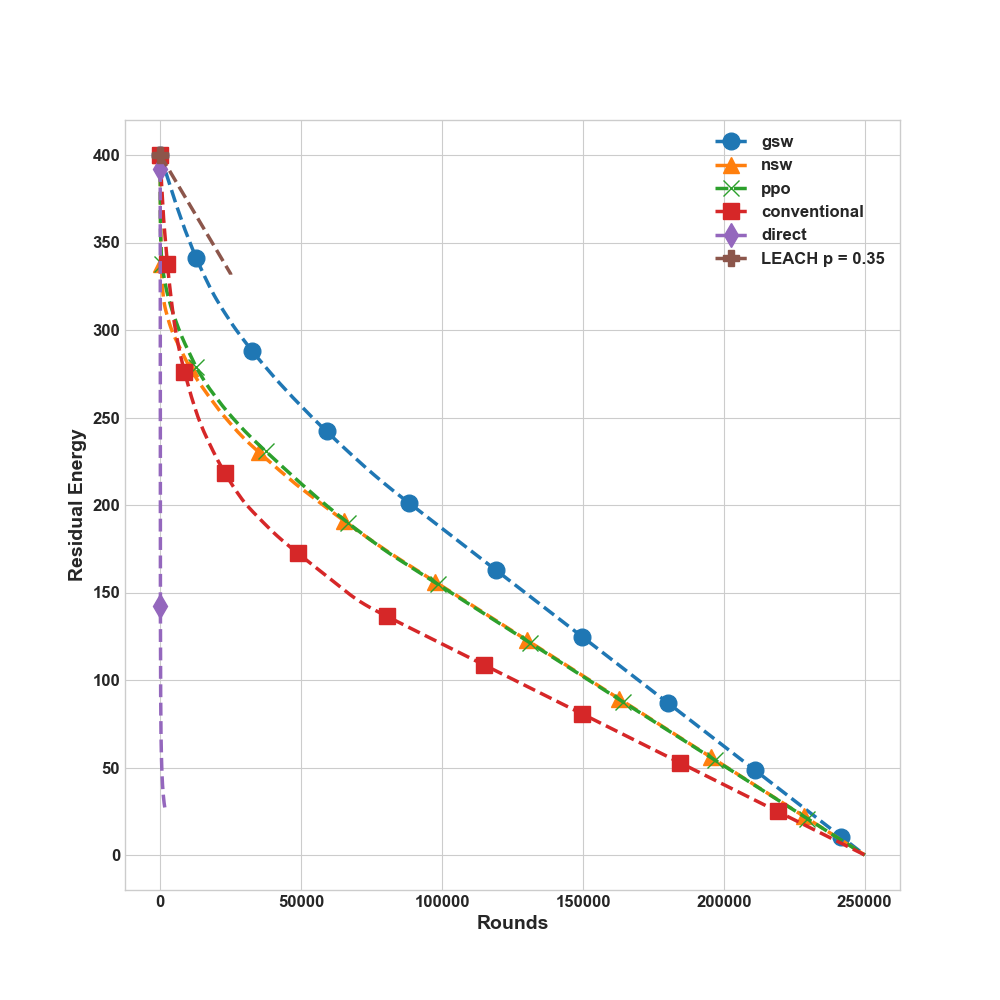 gsw
nsw
ppo
conventional
direct
LEACH p = 0.35
400
350
300
250
200
150
100
50
0
Residual Energy
0 50000 100000 150000 200000 250000
Rounds